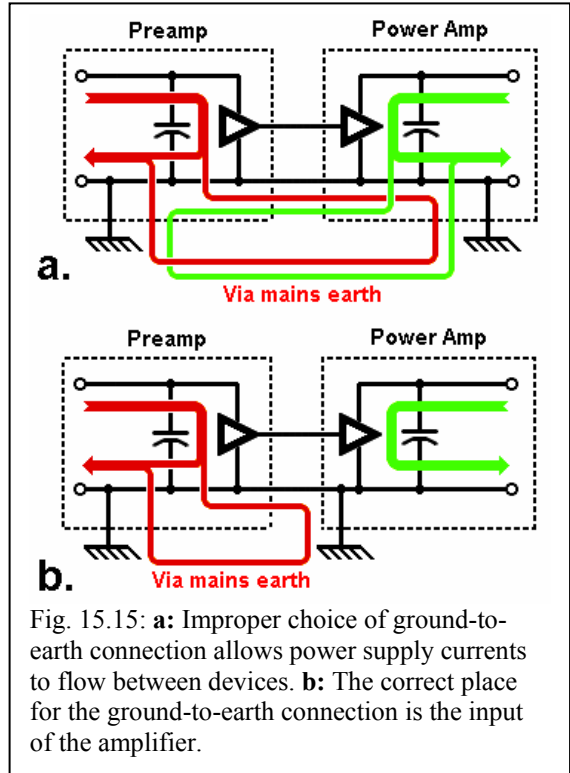 Preamp Power Amp
a.
Via mains earth
Preamp Power Amp
b.
Via mains earth
Fig. 15.15: a: Improper choice of ground-to-
earth connection allows power supply currents
to flow between devices. b: The correct place
for the ground-to-earth connection is the input
of the amplifier.